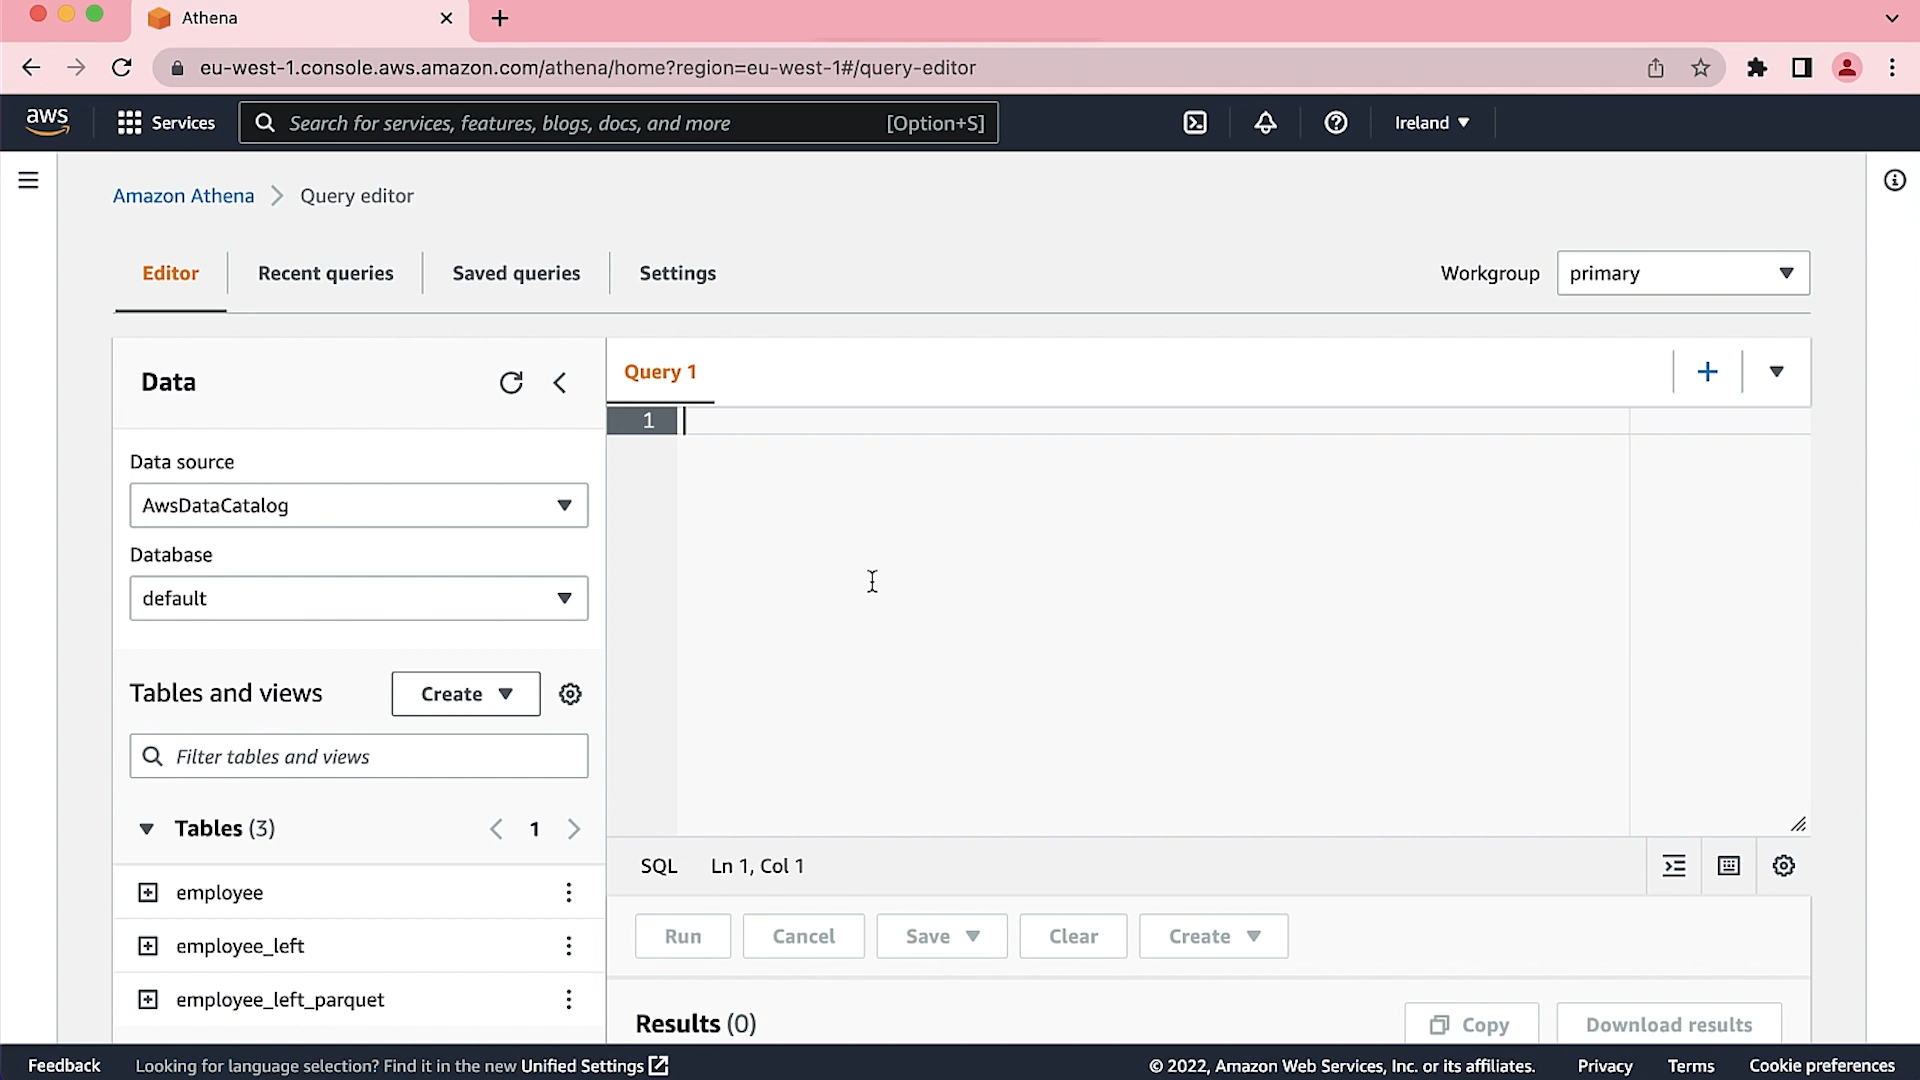 Athena
eu-west-1.console.aws.amazon.com/athena/home?region=eu-west-1#/query-editor
aws
Services
Search for services, features, blogs, docs, and more [Option+S]
Ireland
Amazon Athena
Query editor
Editor
Recent queries
Saved queries
Settings
Workgroup
primary
Data
Query 1
1
Data source
AwsDataCatalog
Database
default
Tables and views
Create
Filter tables and views
Tables (3)
1
SQL
Ln 1, Col 1
employee
Run
Cancel
Save
Clear
Create
employee_left
employee_left_parquet
Results (0)
Copy
Download results
Feedback
Looking for language selection? Find it in the new Unified Settings
© 2022, Amazon Web Services, Inc. or its affiliates.
Privacy
Terms
Cookie preferences